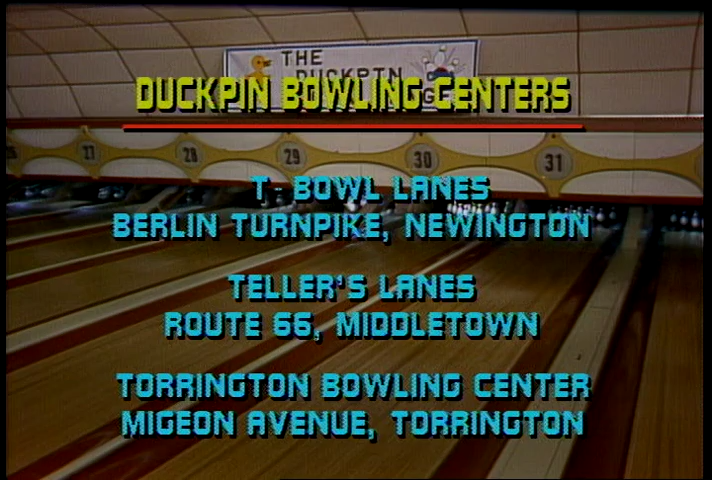 THE
DUCKPIN
DUCKPIN BOWLING CENTERS
27
28
29
30
31
T-BOWL LANES
BERLIN TURNPIKE, NEWINGTON
TELLER'S LANES
ROUTE 66, MIDDLETOWN
TORRINGTON BOWLING CENTER
MIGEON AVENUE, TORRINGTON